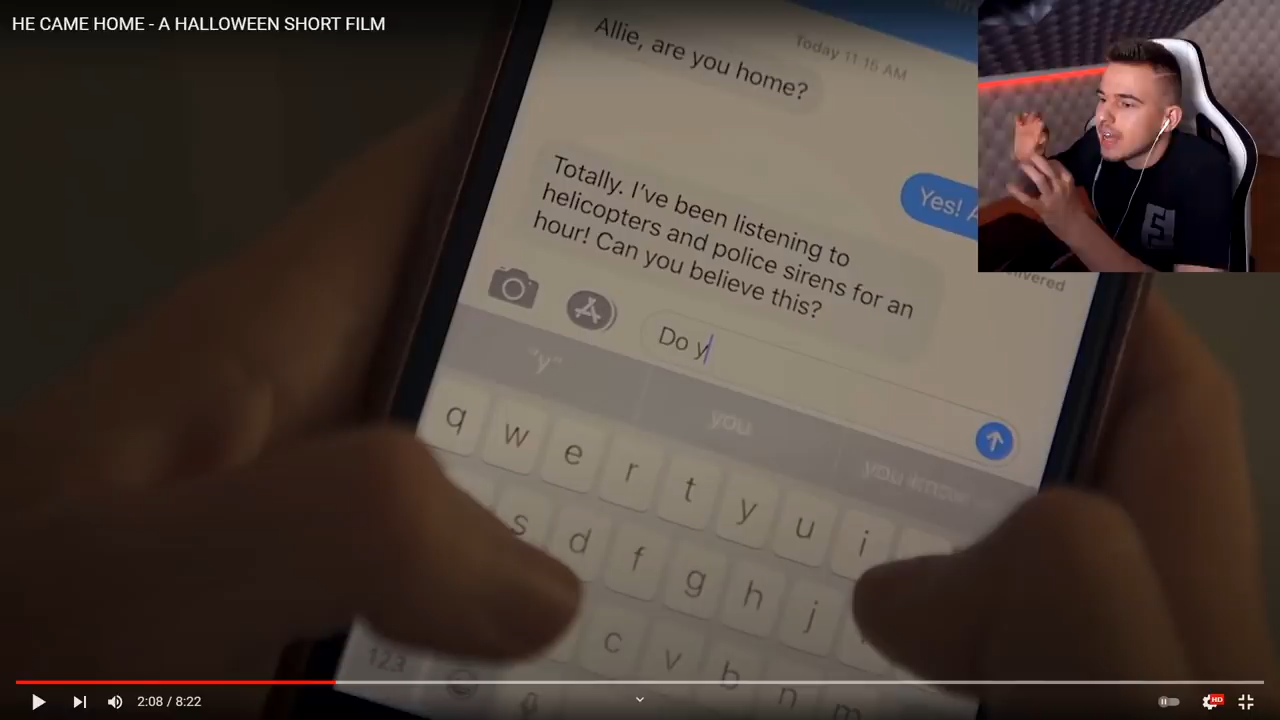 HE CAME HOME - A HALLOWEEN SHORT FILM
Today 11:15 AM
Allie, are you home?
Yes!
Totally. I've been listening to
helicopters and police sirens for an
hour! Can you believe this?
Do y
"y" you you know
q w e r t y u i
s d f g h j
c v b n m
123
2:08 / 8:22
HD